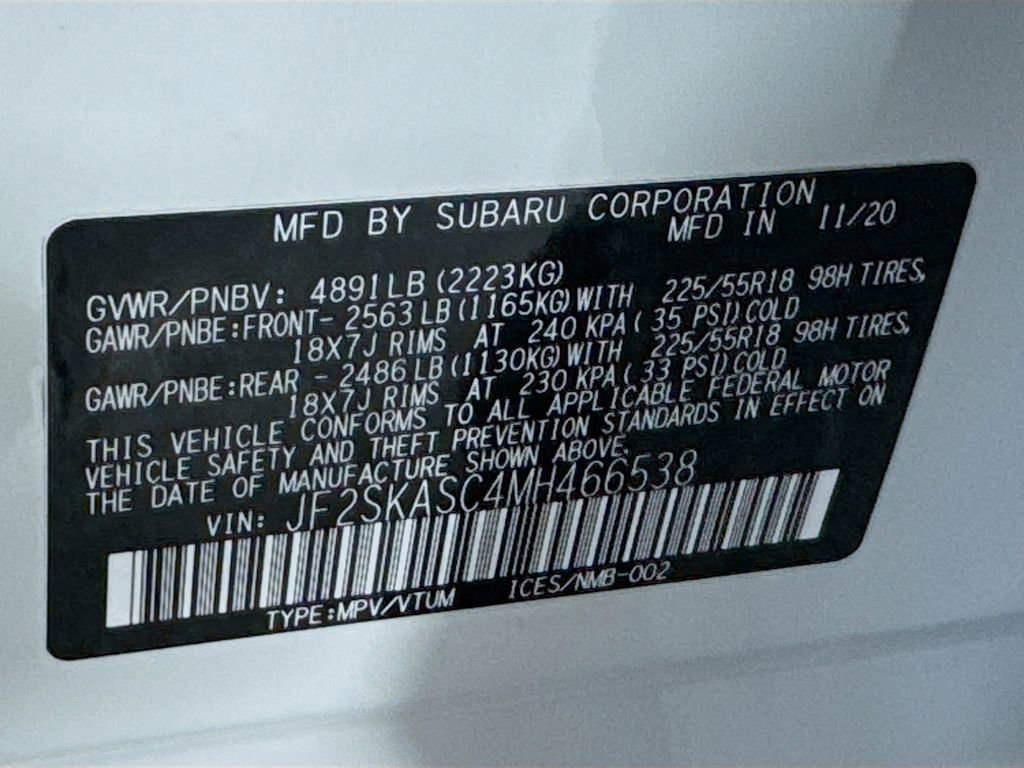 MFD BY SUBARU CORPORATION
MFD IN 11/20
GVWR/PNBV: 4891LB (2223KG)
GAWR/PNBE:FRONT- 2563 LB (1165KG) WITH 225/55R18 98H TIRES,
18X7J RIMS AT 240 KPA ( 35 PSI) COLD
GAWR/PNBE:REAR - 2486 LB (1130KG) WITH 225/55R18 98H TIRES,
18X7J RIMS AT 230 KPA ( 33 PSI) COLD
THIS VEHICLE CONFORMS TO ALL APPLICABLE FEDERAL MOTOR
VEHICLE SAFETY AND THEFT PREVENTION STANDARDS IN EFFECT ON
THE DATE OF MANUFACTURE SHOWN ABOVE.
VIN: JF2SKASC4MH466538
TYPE:MPV/VTUM ICES/NMB-002